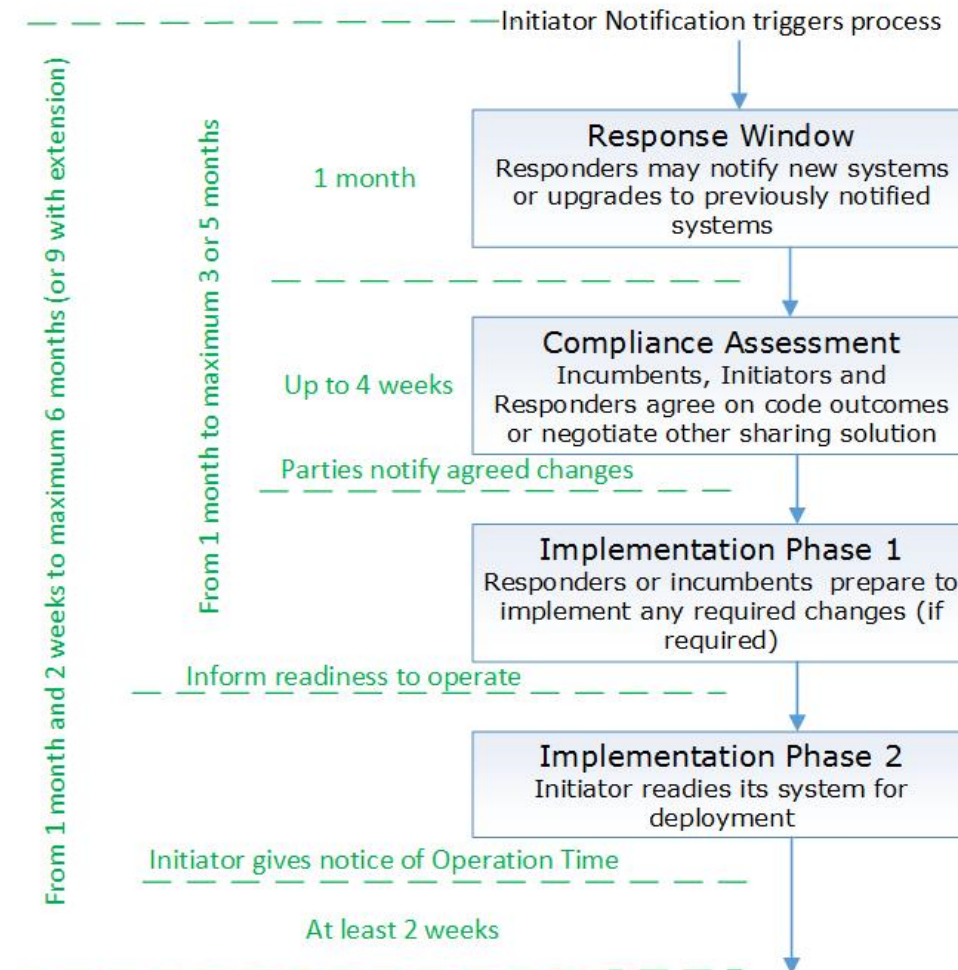 Initiator Notification triggers process
From 1 month and 2 weeks to maximum 6 months (or 9 with extension)
From 1 month to maximum 3 or 5 months
1 month
Response Window
Responders may notify new systems
or upgrades to previously notified
systems
Up to 4 weeks
Compliance Assessment
Incumbents, Initiators and
Responders agree on code outcomes
or negotiate other sharing solution
Parties notify agreed changes
Implementation Phase 1
Responders or incumbents prepare to
implement any required changes (if
required)
Inform readiness to operate
Implementation Phase 2
Initiator readies its system for
deployment
Initiator gives notice of Operation Time
At least 2 weeks